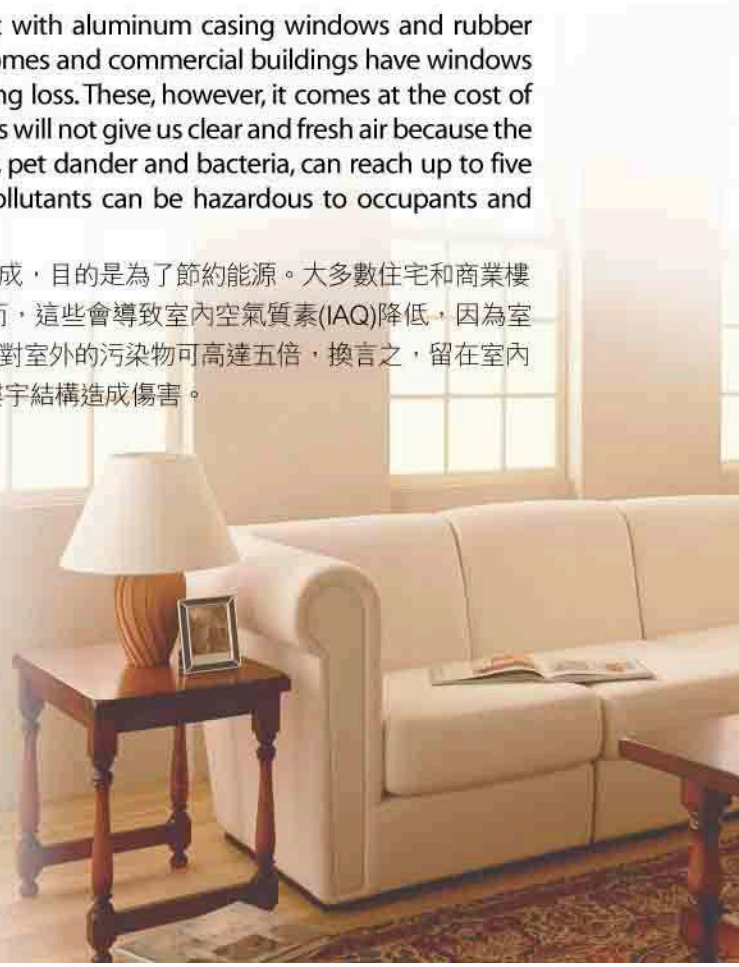 with aluminum casing windows and rubber
mes and commercial buildings have windows
ng loss. These, however, it comes at the cost of
s will not give us clear and fresh air because the
, pet dander and bacteria, can reach up to five
ollutants can be hazardous to occupants and
成，目的是為了節約能源。大多數住宅和商業樓
，這些會導致室內空氣質素(IAQ)降低，因為室
對室外的污染物可高達五倍，換言之，留在室內
宇結構造成傷害。